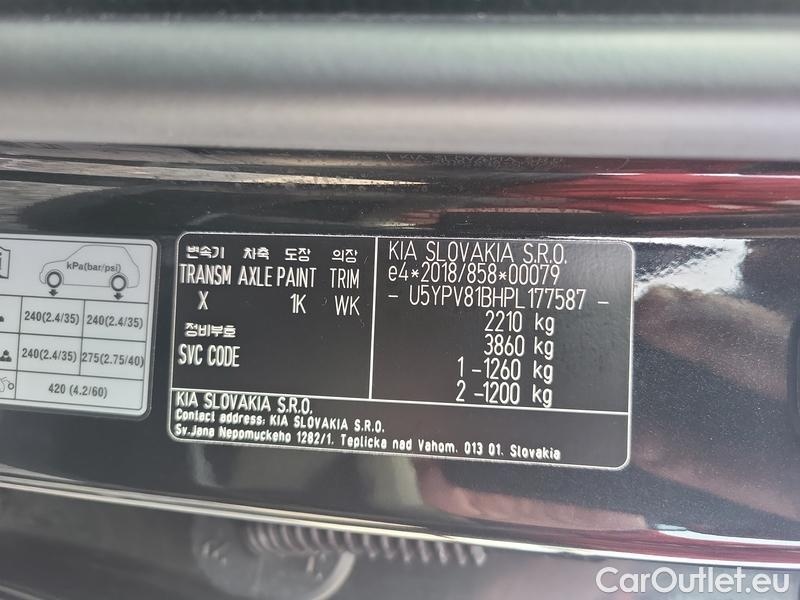 kPa(bar/psi)
240(2.4/35) 240(2.4/35)
240(2.4/35) 275(2.75/40)
420 (4.2/60)
변속기 차축 도장 의장
TRANSM AXLE PAINT TRIM
X 1K WK
정비부호
SVC CODE
KIA SLOVAKIA S.R.O.
e4*2018/858*00079
- U5YPV81BHPL177587 -
2210 kg
3860 kg
1 -1260 kg
2 -1200 kg
KIA SLOVAKIA S.R.O.
Contact address: KIA SLOVAKIA S.R.O.
Sv.Jana Nepomuckeho 1282/1. Teplicka nad Vahom. 013 01. Slovakia
CarOutlet.eu